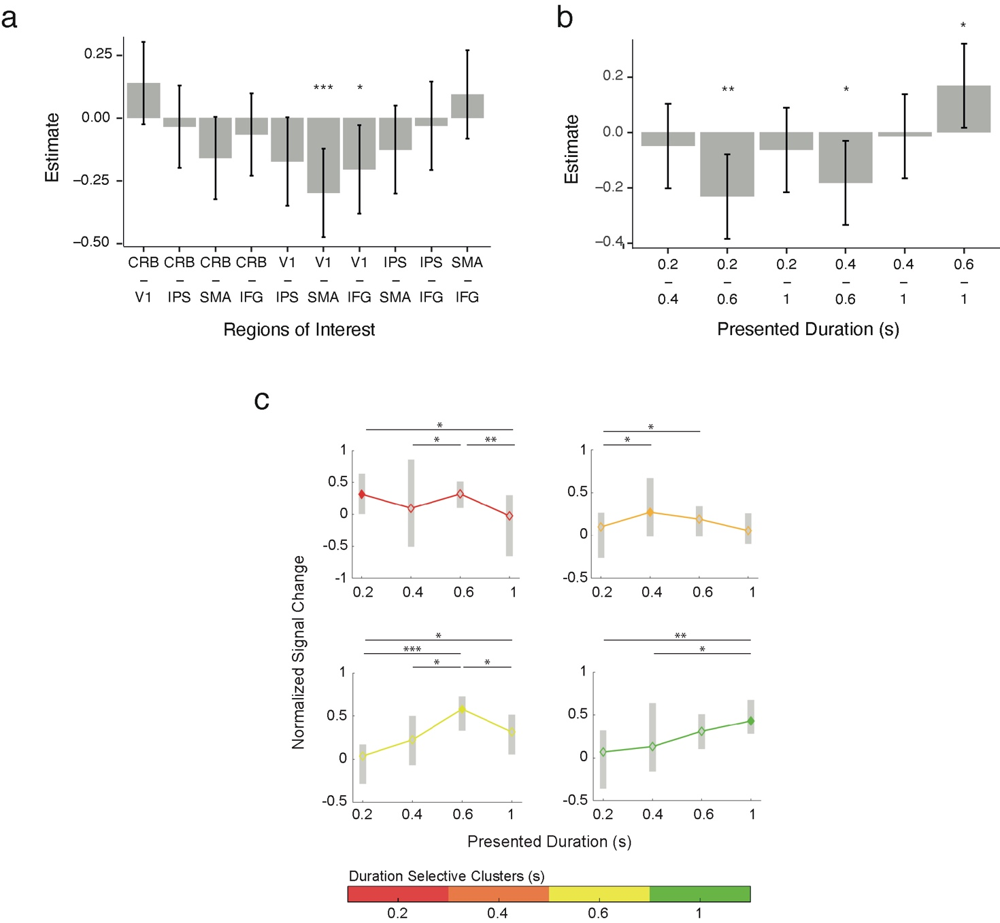 a
0.25
0.00
–0.25
–0.50
Estimate
*** *
CRB CRB CRB CRB V1 V1 V1 IPS IPS SMA
– – – – – – – – – –
V1 IPS SMA IFG IPS SMA IFG SMA IFG IFG
Regions of Interest
b
0.2
0.0
–0.2
–0.4
Estimate
** * *
0.2 0.2 0.2 0.4 0.4 0.6
– – – – – –
0.4 0.6 1 0.6 1 1
Presented Duration (s)
c
Normalized Signal Change
*
* **
1
0.5
0
-0.5
-1
0.2 0.4 0.6 1
*
*
1
0.5
0
-0.5
0.2 0.4 0.6 1
*
***
* *
1
0.5
0
-0.5
0.2 0.4 0.6 1
**
*
1
0.5
0
-0.5
0.2 0.4 0.6 1
Presented Duration (s)
Duration Selective Clusters (s)
0.2 0.4 0.6 1